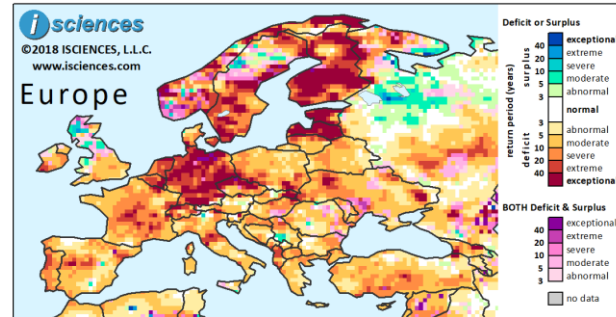 i sciences
©2018 ISCIENCES, L.L.C.
www.isciences.com
Europe
Deficit or Surplus
return period (years)
surplus
deficit
exceptional
40
extreme
20
severe
10
moderate
5
abnormal
3
normal
3
abnormal
5
moderate
10
severe
20
extreme
40
exceptional
BOTH Deficit & Surplus
exceptional
40
extreme
20
severe
10
moderate
5
abnormal
3
no data